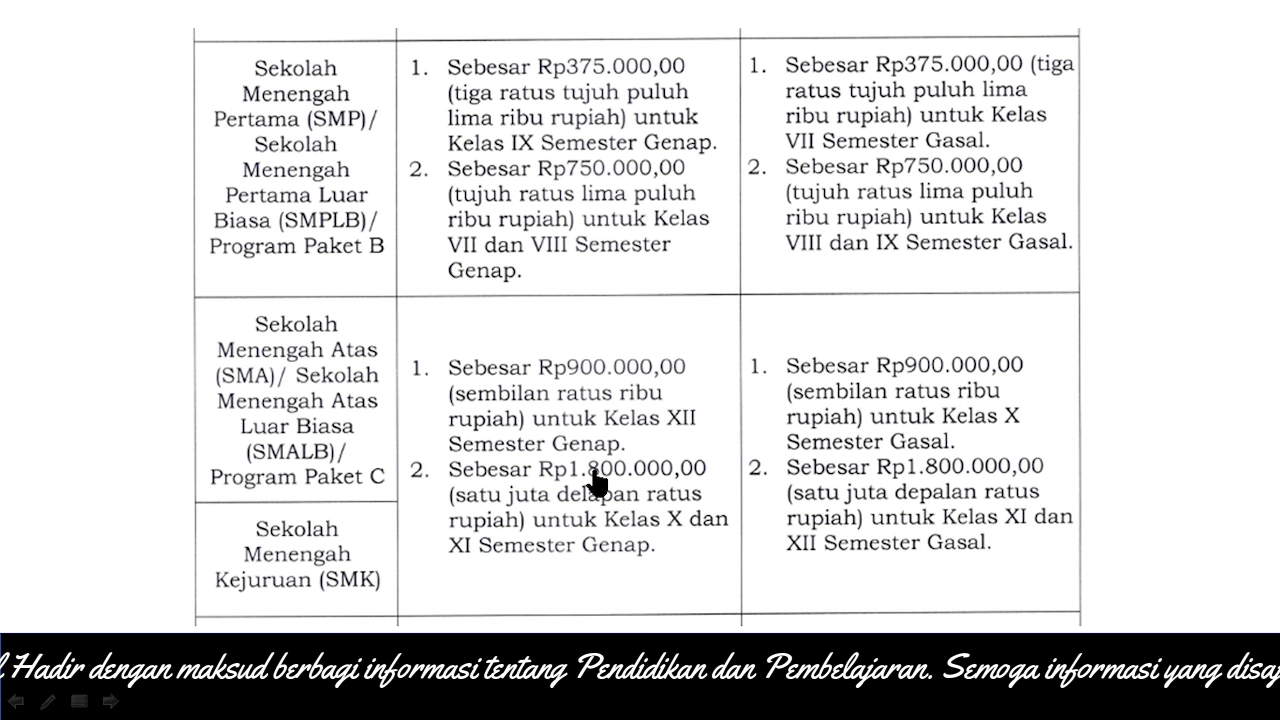 Sekolah
Menengah
Pertama (SMP)/
Sekolah
Menengah
Pertama Luar
Biasa (SMPLB)/
Program Paket B
1. Sebesar Rp375.000,00
(tiga ratus tujuh puluh
lima ribu rupiah) untuk
Kelas IX Semester Genap.
2. Sebesar Rp750.000,00
(tujuh ratus lima puluh
ribu rupiah) untuk Kelas
VII dan VIII Semester
Genap.
1. Sebesar Rp375.000,00 (tiga
ratus tujuh puluh lima
ribu rupiah) untuk Kelas
VII Semester Gasal.
2. Sebesar Rp750.000,00
(tujuh ratus lima puluh
ribu rupiah) untuk Kelas
VIII dan IX Semester Gasal.
Sekolah
Menengah Atas
(SMA)/ Sekolah
Menengah Atas
Luar Biasa
(SMALB)/
Program Paket C
Sekolah
Menengah
Kejuruan (SMK)
1. Sebesar Rp900.000,00
(sembilan ratus ribu
rupiah) untuk Kelas XII
Semester Genap.
2. Sebesar Rp1.800.000,00
(satu juta delapan ratus
rupiah) untuk Kelas X dan
XI Semester Genap.
1. Sebesar Rp900.000,00
(sembilan ratus ribu
rupiah) untuk Kelas X
Semester Gasal.
2. Sebesar Rp1.800.000,00
(satu juta depalan ratus
rupiah) untuk Kelas XI dan
XII Semester Gasal.
Hadir dengan maksud berbagi informasi tentang Pendidikan dan Pembelajaran. Semoga informasi yang